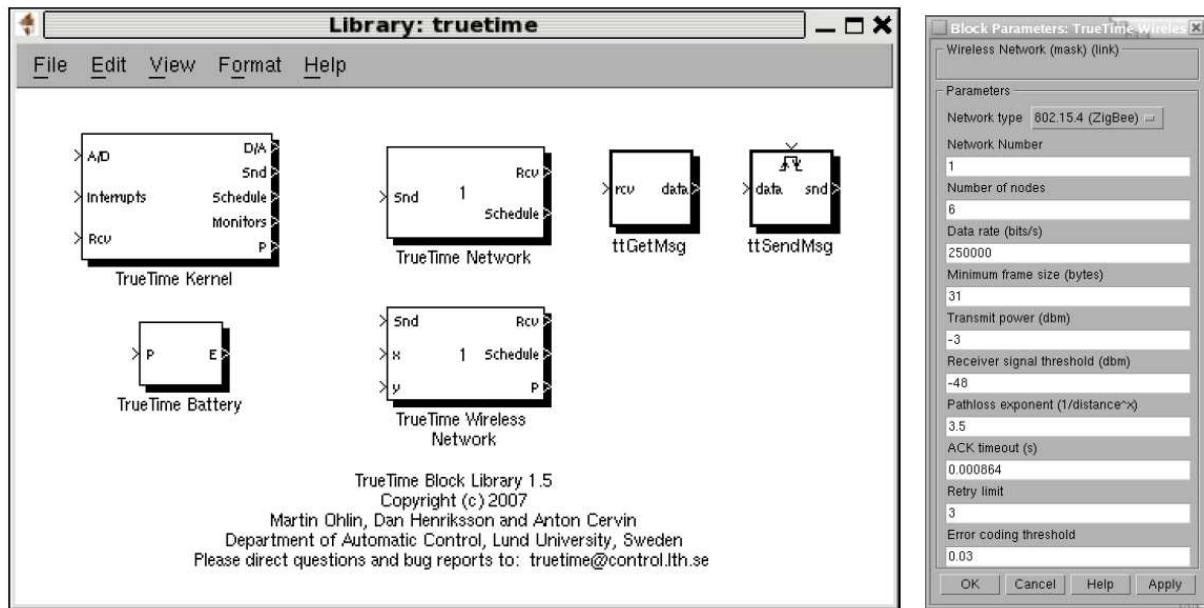 Library: truetime
File Edit View Format Help
A/D
Interrupts
Rcv
D/A
Snd
Schedule
Monitors
P
TrueTime Kernel
Snd
1
Rcv
Schedule
TrueTime Network
rcv data
ttGetMsg
data snd
ttSendMsg
P E
TrueTime Battery
Snd
x
y
1
Rcv
Schedule
P
TrueTime Wireless
Network
TrueTime Block Library 1.5
Copyright (c) 2007
Martin Ohlin, Dan Henriksson and Anton Cervin
Department of Automatic Control, Lund University, Sweden
Please direct questions and bug reports to: truetime@control.lth.se
Block Parameters: TrueTime Wireles
Wireless Network (mask) (link)
Parameters
Network type 802.15.4 (ZigBee)
Network Number
1
Number of nodes
6
Data rate (bits/s)
250000
Minimum frame size (bytes)
31
Transmit power (dbm)
-3
Receiver signal threshold (dbm)
-48
Pathloss exponent (1/distance^x)
3.5
ACK timeout (s)
0.000864
Retry limit
3
Error coding threshold
0.03
OK Cancel Help Apply